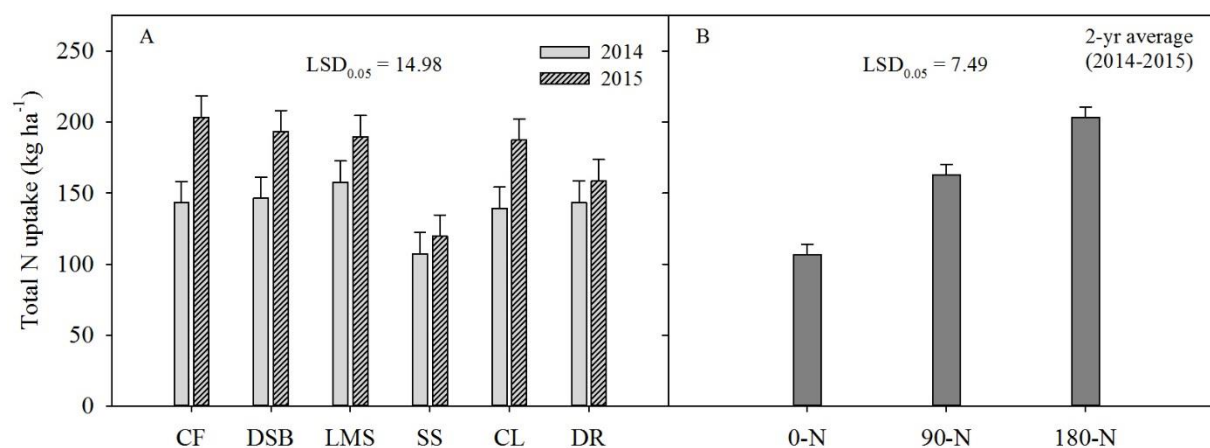 A
LSD0.05 = 14.98
2014
2015
B
LSD0.05 = 7.49
2-yr average
(2014-2015)
Total N uptake (kg ha-1)
250
200
150
100
50
0
CF DSB LMS SS CL DR
0-N 90-N 180-N